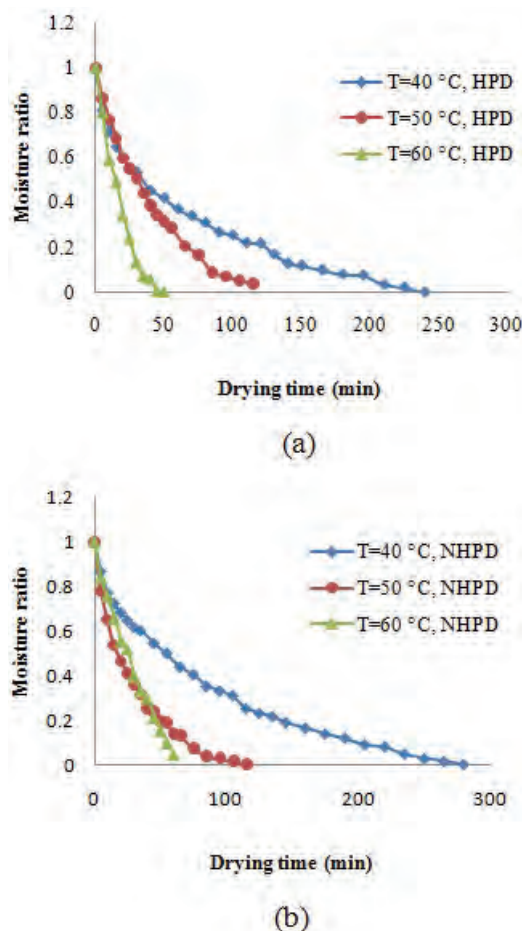 1.2
1
0.8
0.6
0.4
0.2
0
Moisture ratio
T=40 °C, HPD
T=50 °C, HPD
T=60 °C, HPD
0 50 100 150 200 250 300
Drying time (min)
(a)
1.2
1
0.8
0.6
0.4
0.2
0
Moisture ratio
T=40 °C, NHPD
T=50 °C, NHPD
T=60 °C, NHPD
0 100 200 300
Drying time (min)
(b)